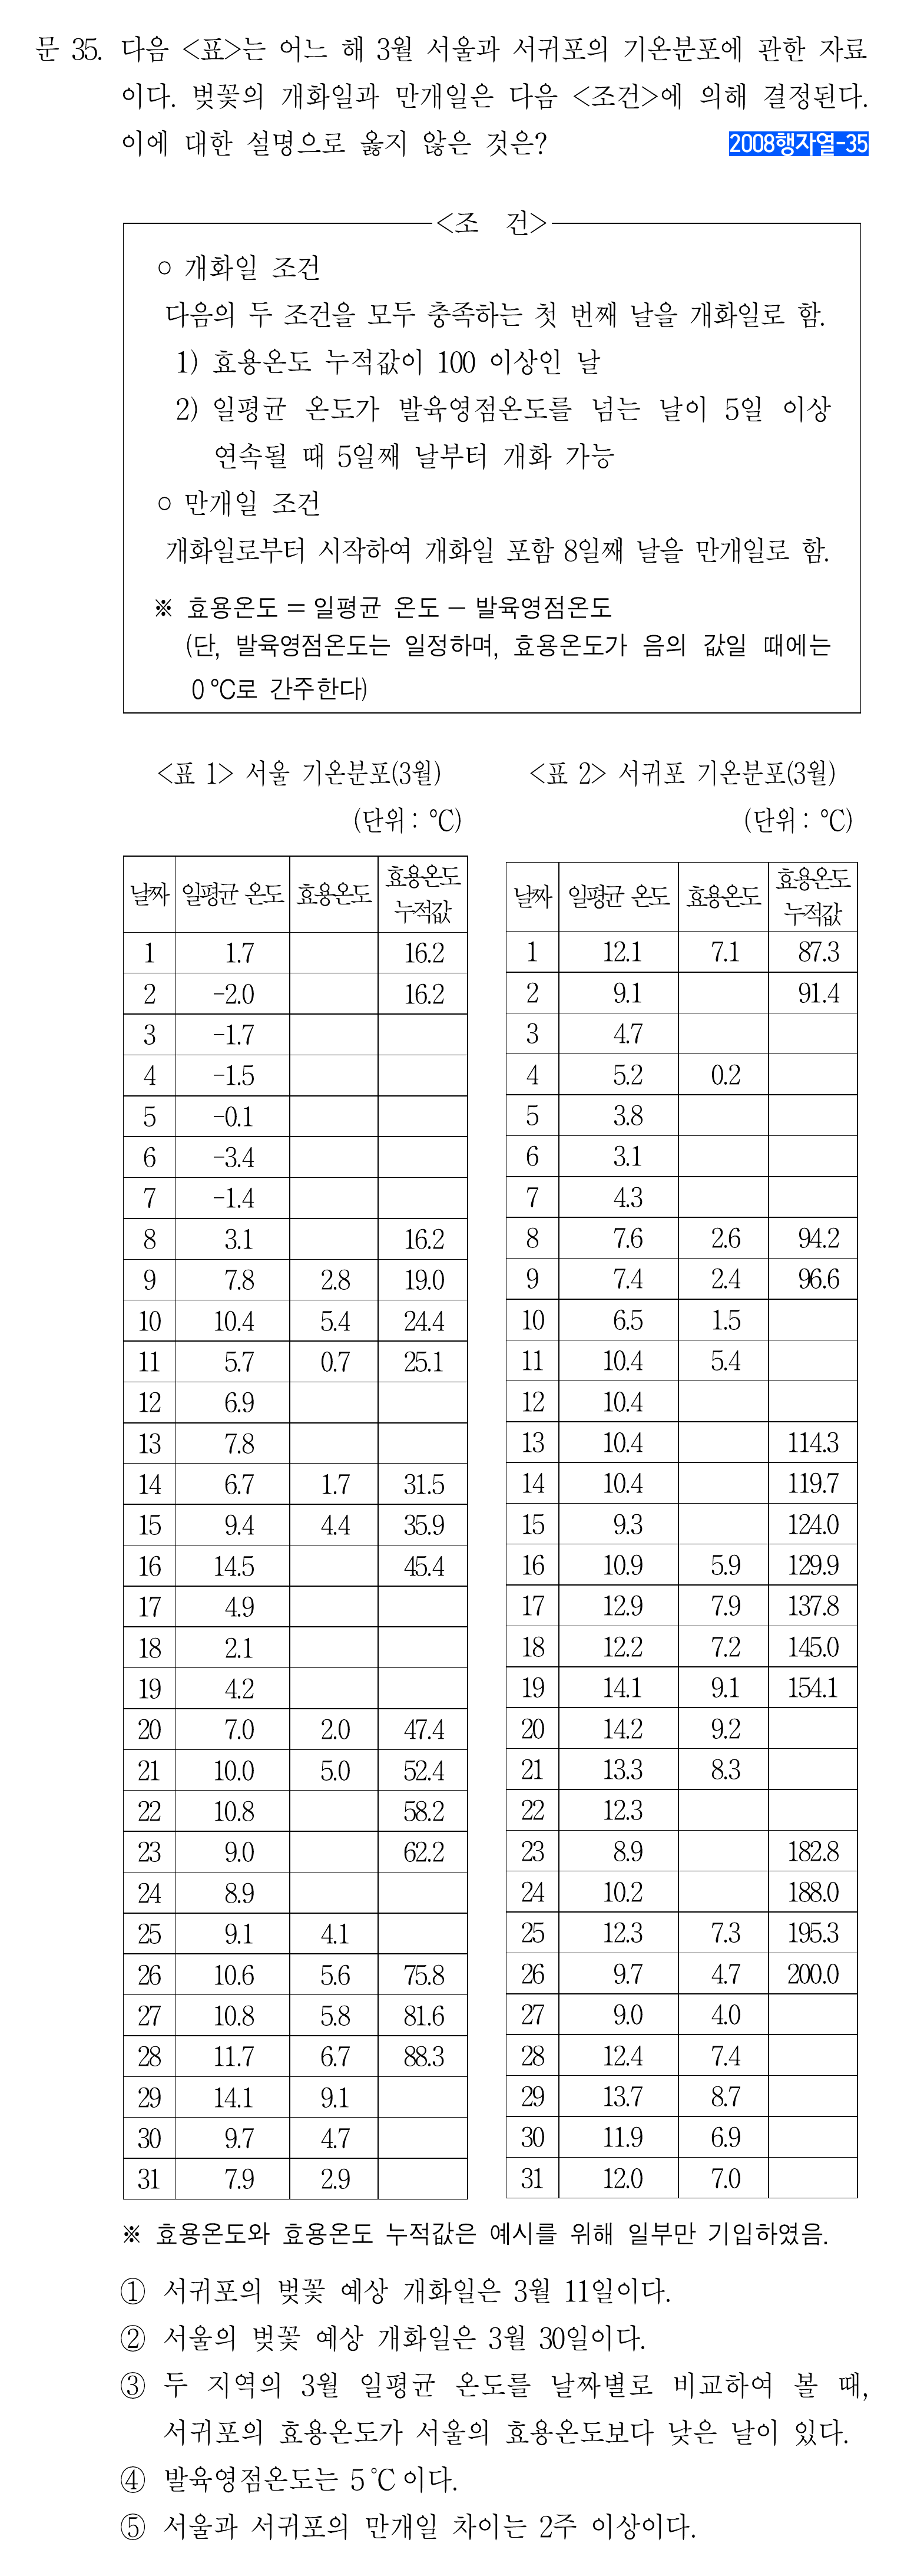 문 35. 다음 <표>는 어느 해 3월 서울과 서귀포의 기온분포에 관한 자료
이다. 벚꽃의 개화일과 만개일은 다음 <조건>에 의해 결정된다.
이에 대한 설명으로 옳지 않은 것은? 2008행자열-35
<조 건>
○ 개화일 조건
다음의 두 조건을 모두 충족하는 첫 번째 날을 개화일로 함.
1) 효용온도 누적값이 100 이상인 날
2) 일평균 온도가 발육영점온도를 넘는 날이 5일 이상
연속될 때 5일째 날부터 개화 가능
○ 만개일 조건
개화일로부터 시작하여 개화일 포함 8일째 날을 만개일로 함.
※ 효용온도 = 일평균 온도 − 발육영점온도
(단, 발육영점온도는 일정하며, 효용온도가 음의 값일 때에는
0 ℃로 간주한다)
<표 1> 서울 기온분포(3월)
(단위 : ℃)
날짜 일평균 온도 효용온도 효용온도 누적값
1 1.7 16.2
2 -2.0 16.2
3 -1.7
4 -1.5
5 -0.1
6 -3.4
7 -1.4
8 3.1 16.2
9 7.8 2.8 19.0
10 10.4 5.4 24.4
11 5.7 0.7 25.1
12 6.9
13 7.8
14 6.7 1.7 31.5
15 9.4 4.4 35.9
16 14.5 45.4
17 4.9
18 2.1
19 4.2
20 7.0 2.0 47.4
21 10.0 5.0 52.4
22 10.8 58.2
23 9.0 62.2
24 8.9
25 9.1 4.1
26 10.6 5.6 75.8
27 10.8 5.8 81.6
28 11.7 6.7 88.3
29 14.1 9.1
30 9.7 4.7
31 7.9 2.9
<표 2> 서귀포 기온분포(3월)
(단위 : ℃)
날짜 일평균 온도 효용온도 효용온도 누적값
1 12.1 7.1 87.3
2 9.1 91.4
3 4.7
4 5.2 0.2
5 3.8
6 3.1
7 4.3
8 7.6 2.6 94.2
9 7.4 2.4 96.6
10 6.5 1.5
11 10.4 5.4
12 10.4
13 10.4 114.3
14 10.4 119.7
15 9.3 124.0
16 10.9 5.9 129.9
17 12.9 7.9 137.8
18 12.2 7.2 145.0
19 14.1 9.1 154.1
20 14.2 9.2
21 13.3 8.3
22 12.3
23 8.9 182.8
24 10.2 188.0
25 12.3 7.3 195.3
26 9.7 4.7 200.0
27 9.0 4.0
28 12.4 7.4
29 13.7 8.7
30 11.9 6.9
31 12.0 7.0
※ 효용온도와 효용온도 누적값은 예시를 위해 일부만 기입하였음.
① 서귀포의 벚꽃 예상 개화일은 3월 11일이다.
② 서울의 벚꽃 예상 개화일은 3월 30일이다.
③ 두 지역의 3월 일평균 온도를 날짜별로 비교하여 볼 때,
서귀포의 효용온도가 서울의 효용온도보다 낮은 날이 있다.
④ 발육영점온도는 5 ℃ 이다.
⑤ 서울과 서귀포의 만개일 차이는 2주 이상이다.